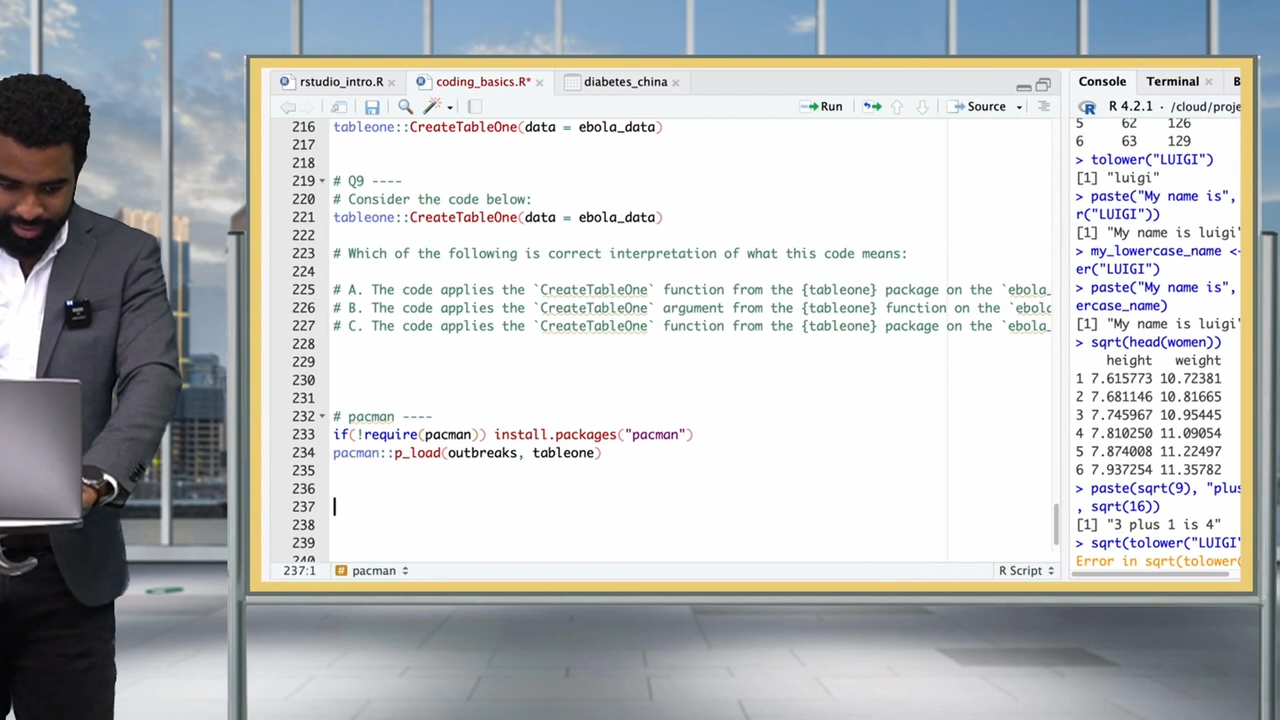 rstudio_intro.R
coding_basics.R*
diabetes_china
Run
Source
216 tableone::CreateTableOne(data = ebola_data)
217
218
219 # Q9 ----
220 # Consider the code below:
221 tableone::CreateTableOne(data = ebola_data)
222
223 # Which of the following is correct interpretation of what this code means:
224
225 # A. The code applies the `CreateTableOne` function from the {tableone} package on the `ebola_
226 # B. The code applies the `CreateTableOne` argument from the {tableone} function on the `ebola
227 # C. The code applies the `CreateTableOne` function from the {tableone} package on the `ebola_
228
229
230
231
232 # pacman ----
233 if(!require(pacman)) install.packages("pacman")
234 pacman::p_load(outbreaks, tableone)
235
236
237
238
239
240
237:1 # pacman
R Script
Console Terminal B
R 4.2.1 · /cloud/proje
5 62 126
6 63 129
> tolower("LUIGI")
[1] "luigi"
> paste("My name is",
r("LUIGI"))
[1] "My name is luigi"
> my_lowercase_name <-
er("LUIGI")
> paste("My name is",
ercase_name)
[1] "My name is luigi"
> sqrt(head(women))
height weight
1 7.615773 10.72381
2 7.681146 10.81665
3 7.745967 10.95445
4 7.810250 11.09054
5 7.874008 11.22497
6 7.937254 11.35782
> paste(sqrt(9), "plus
, sqrt(16))
[1] "3 plus 1 is 4"
> sqrt(tolower("LUIGI"
Error in sqrt(tolower(